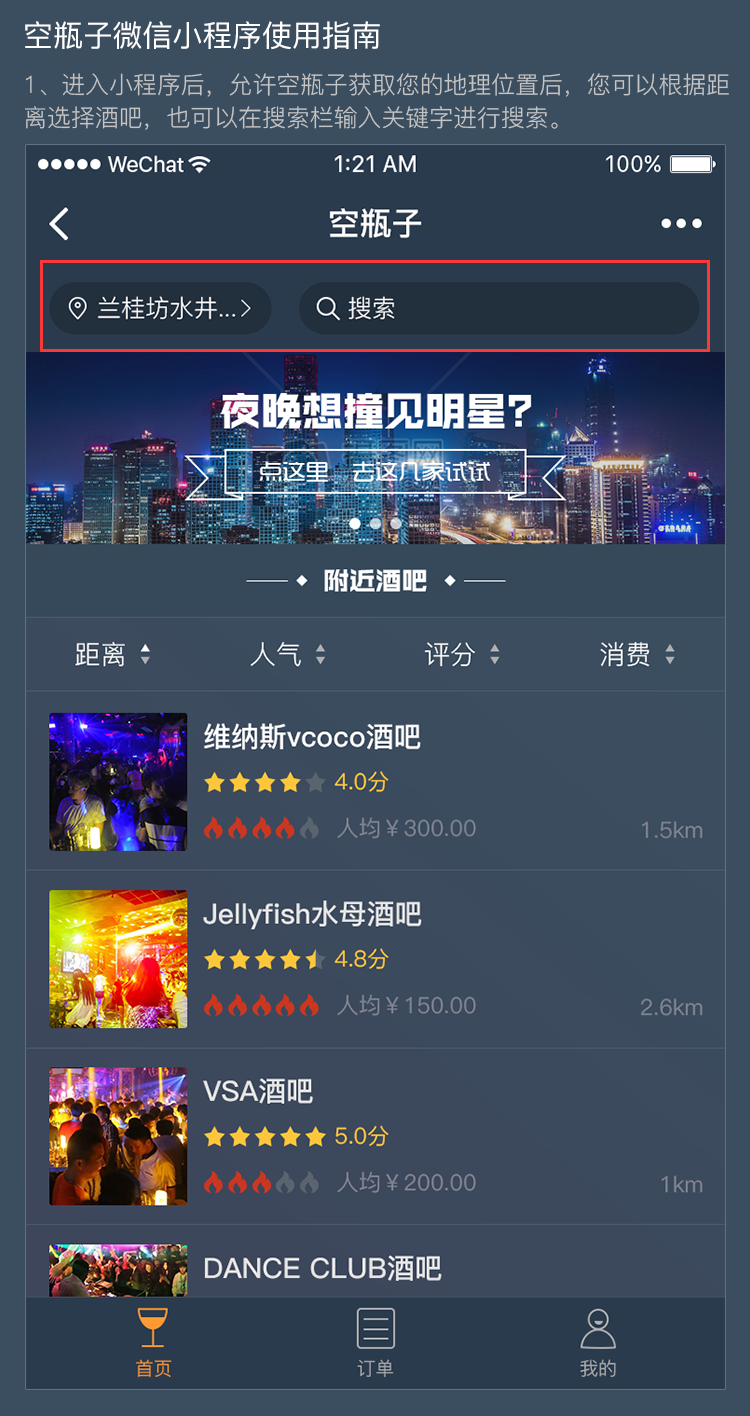 空瓶子微信小程序使用指南
1、进入小程序后，允许空瓶子获取您的地理位置后，您可以根据距
离选择酒吧，也可以在搜索栏输入关键字进行搜索。
WeChat 1:21 AM 100%
空瓶子
兰桂坊水井... 搜索
夜晚想撞见明星?
点这里 去这几家试试
附近酒吧
距离 人气 评分 消费
维纳斯vcoco酒吧
4.0分
人均￥300.00 1.5km
Jellyfish水母酒吧
4.8分
人均￥150.00 2.6km
VSA酒吧
5.0分
人均￥200.00 1km
DANCE CLUB酒吧
首页 订单 我的